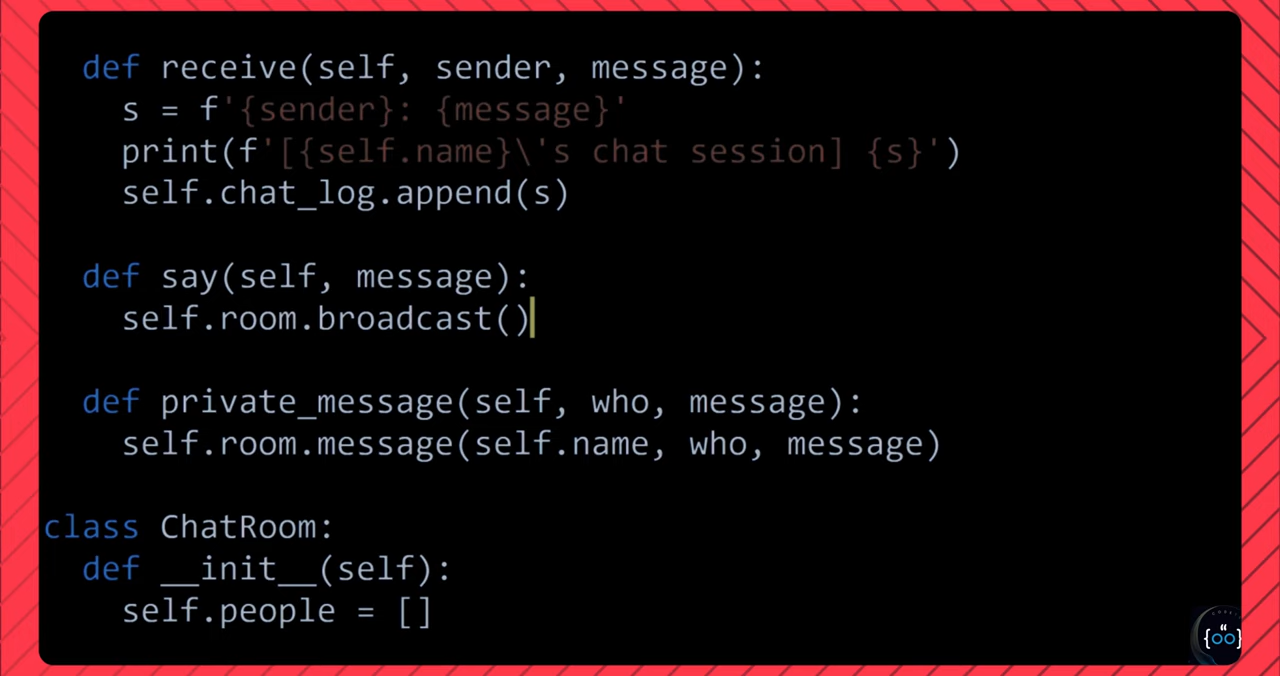 def receive(self, sender, message):
s = f'{sender}: {message}'
print(f'[{self.name}\'s chat session] {s}')
self.chat_log.append(s)
def say(self, message):
self.room.broadcast()
def private_message(self, who, message):
self.room.message(self.name, who, message)
class ChatRoom:
def __init__(self):
self.people = []